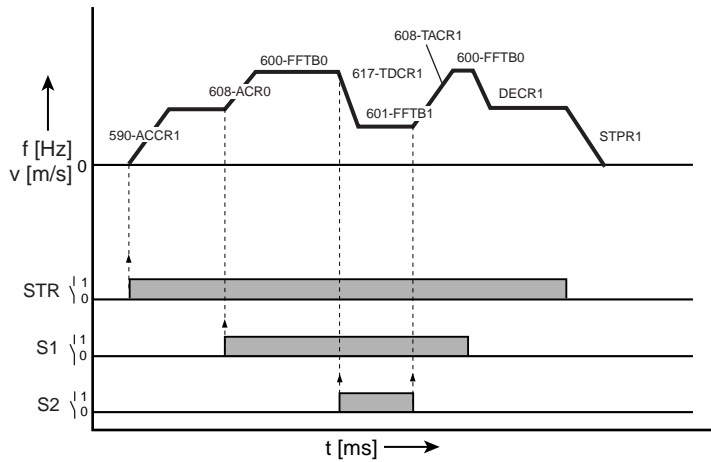 608-TACR1
600-FFTB0
600-FFTB0
617-TDCR1
608-ACR0
DECR1
601-FFTB1
590-ACCR1
STPR1
f [Hz]
v [m/s]
0
STR
1
0
S1
1
0
S2
1
0
t [ms]